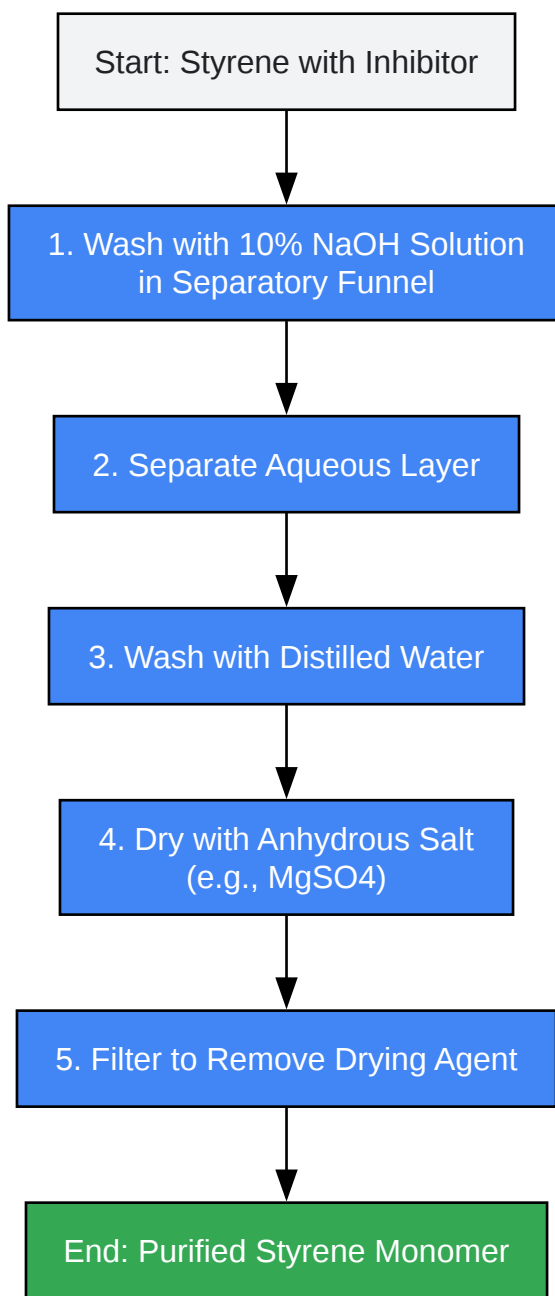 Start: Styrene with Inhibitor
1. Wash with 10% NaOH Solution
in Separatory Funnel
2. Separate Aqueous Layer
3. Wash with Distilled Water
4. Dry with Anhydrous Salt
(e.g., MgSO4)
5. Filter to Remove Drying Agent
End: Purified Styrene Monomer